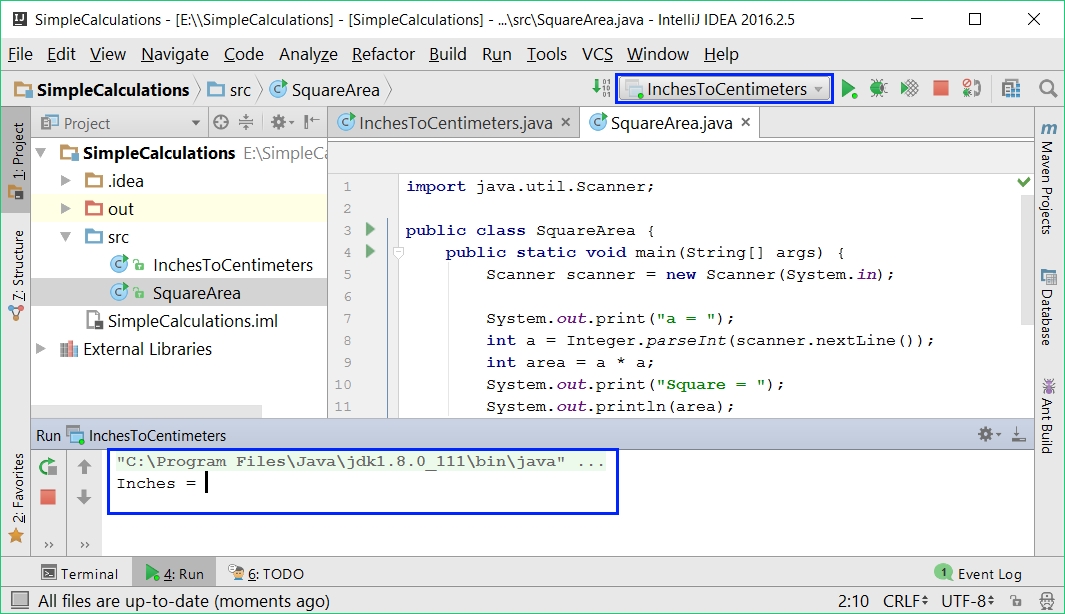 SimpleCalculations - [E:\\SimpleCalculations] - [SimpleCalculations] - ...\src\SquareArea.java - IntelliJ IDEA 2016.2.5
File Edit View Navigate Code Analyze Refactor Build Run Tools VCS Window Help
SimpleCalculations src SquareArea InchesToCentimeters
Project InchesToCentimeters.java SquareArea.java
1: Project
Z: Structure
2: Favorites
SimpleCalculations E:\SimpleCa
.idea
out
src
InchesToCentimeters
SquareArea
SimpleCalculations.iml
External Libraries
1 import java.util.Scanner;
2
3 public class SquareArea {
4 public static void main(String[] args) {
5 Scanner scanner = new Scanner(System.in);
6
7 System.out.print("a = ");
8 int a = Integer.parseInt(scanner.nextLine());
9 int area = a * a;
10 System.out.print("Square = ");
11 System.out.println(area);
Maven Projects
Database
Ant Build
Run InchesToCentimeters
"C:\Program Files\Java\jdk1.8.0_111\bin\java" ...
Inches =
Terminal 4: Run 6: TODO 1 Event Log
All files are up-to-date (moments ago) 2:10 CRLF UTF-8